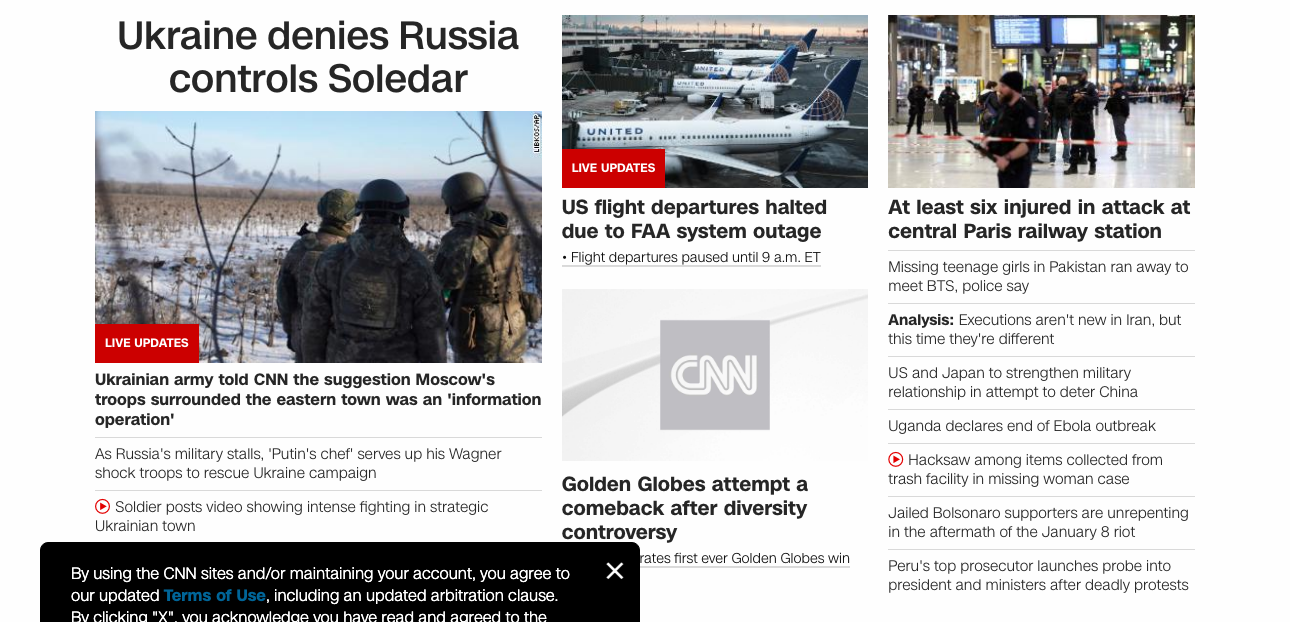 Ukraine denies Russia
controls Soledar
LIBKOS/AP
LIVE UPDATES
Ukrainian army told CNN the suggestion Moscow's
troops surrounded the eastern town was an 'information
operation'
As Russia's military stalls, 'Putin's chef' serves up his Wagner
shock troops to rescue Ukraine campaign
Soldier posts video showing intense fighting in strategic
Ukrainian town
UNITED
UNITED
UNITED
LIVE UPDATES
US flight departures halted
due to FAA system outage
• Flight departures paused until 9 a.m. ET
CNN
Golden Globes attempt a
comeback after diversity
controversy
rates first ever Golden Globes win
At least six injured in attack at
central Paris railway station
Missing teenage girls in Pakistan ran away to
meet BTS, police say
Analysis: Executions aren't new in Iran, but
this time they're different
US and Japan to strengthen military
relationship in attempt to deter China
Uganda declares end of Ebola outbreak
Hacksaw among items collected from
trash facility in missing woman case
Jailed Bolsonaro supporters are unrepenting
in the aftermath of the January 8 riot
Peru's top prosecutor launches probe into
president and ministers after deadly protests
By using the CNN sites and/or maintaining your account, you agree to
our updated Terms of Use, including an updated arbitration clause.
By clicking "X", you acknowledge you have read and agreed to the